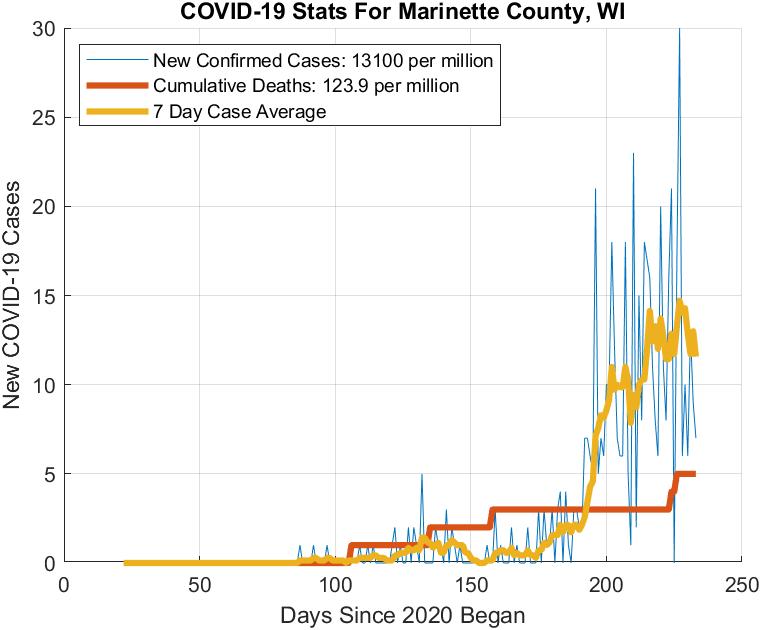 COVID-19 Stats For Marinette County, WI
New Confirmed Cases: 13100 per million
Cumulative Deaths: 123.9 per million
7 Day Case Average
New COVID-19 Cases
30
25
20
15
10
5
0
0 50 100 150 200 250
Days Since 2020 Began